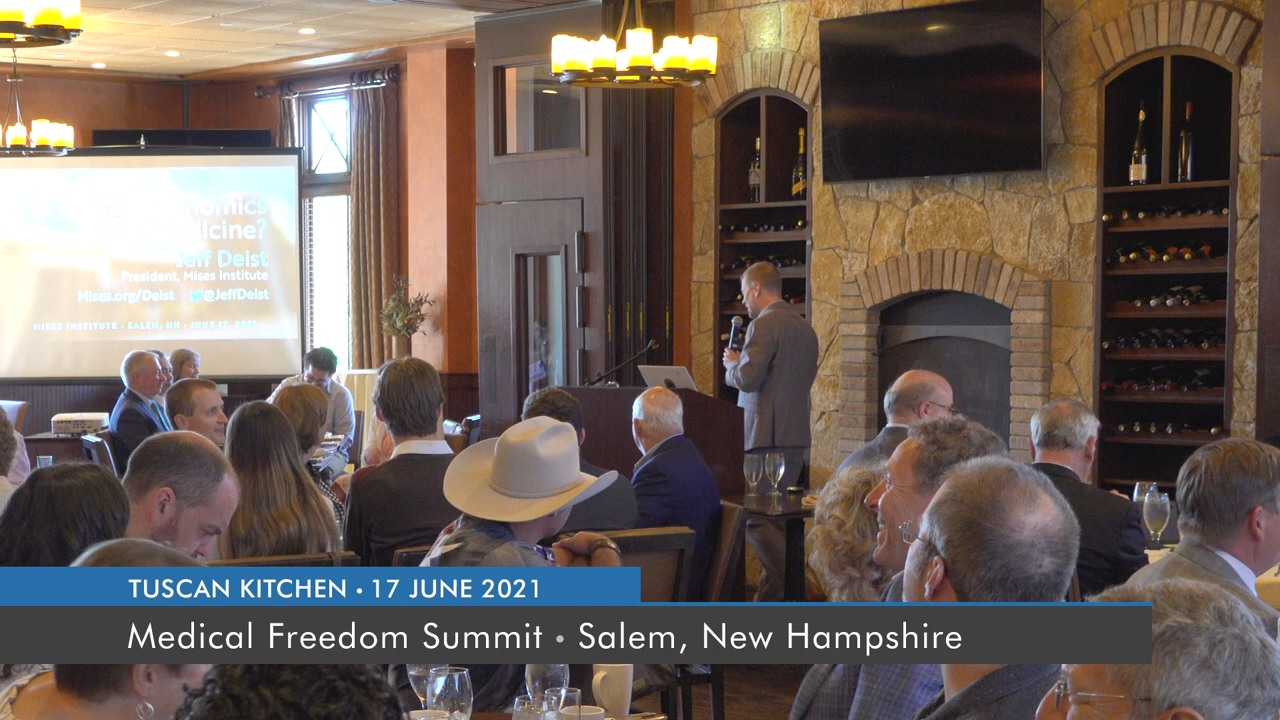 nomics
dicine?
Jeff Deist
President, Mises Institute
Mises.org/Deist @JeffDeist
MISES INSTITUTE • SALEM, NH • JUNE 17, 2021
TUSCAN KITCHEN • 17 JUNE 2021
Medical Freedom Summit • Salem, New Hampshire